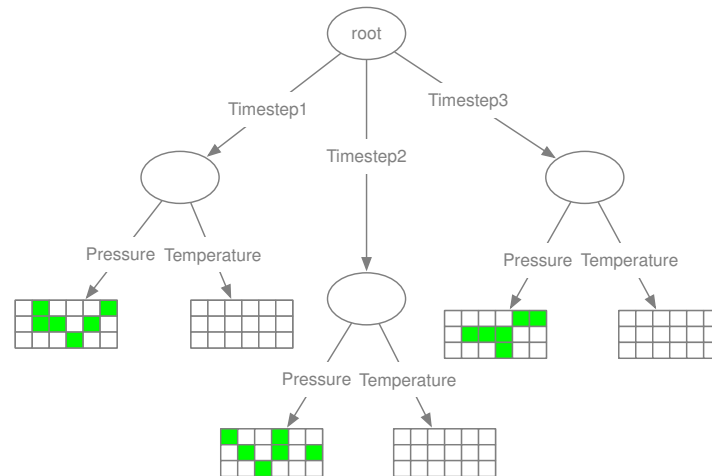 root
Timestep1
Timestep3
Timestep2
Pressure Temperature
Pressure Temperature
Pressure Temperature